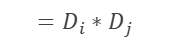 = D_i * D_j